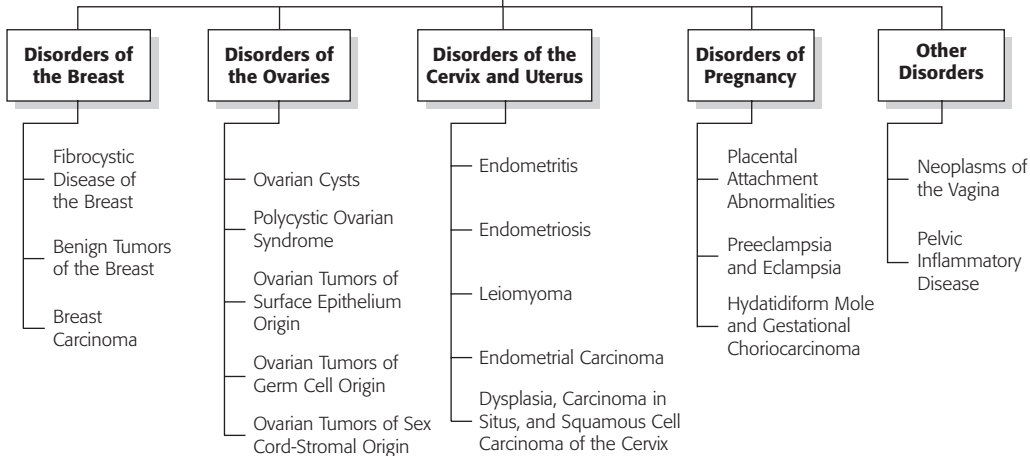 Disorders of
the Breast
Fibrocystic
Disease of
the Breast
Benign Tumors
of the Breast
Breast
Carcinoma
Disorders of
the Ovaries
Ovarian Cysts
Polycystic Ovarian
Syndrome
Ovarian Tumors of
Surface Epithelium
Origin
Ovarian Tumors of
Germ Cell Origin
Ovarian Tumors of Sex
Cord-Stromal Origin
Disorders of the
Cervix and Uterus
Endometritis
Endometriosis
Leiomyoma
Endometrial Carcinoma
Dysplasia, Carcinoma in
Situs, and Squamous Cell
Carcinoma of the Cervix
Disorders of
Pregnancy
Placental
Attachment
Abnormalities
Preeclampsia
and Eclampsia
Hydatidiform Mole
and Gestational
Choriocarcinoma
Other
Disorders
Neoplasms of
the Vagina
Pelvic
Inflammatory
Disease